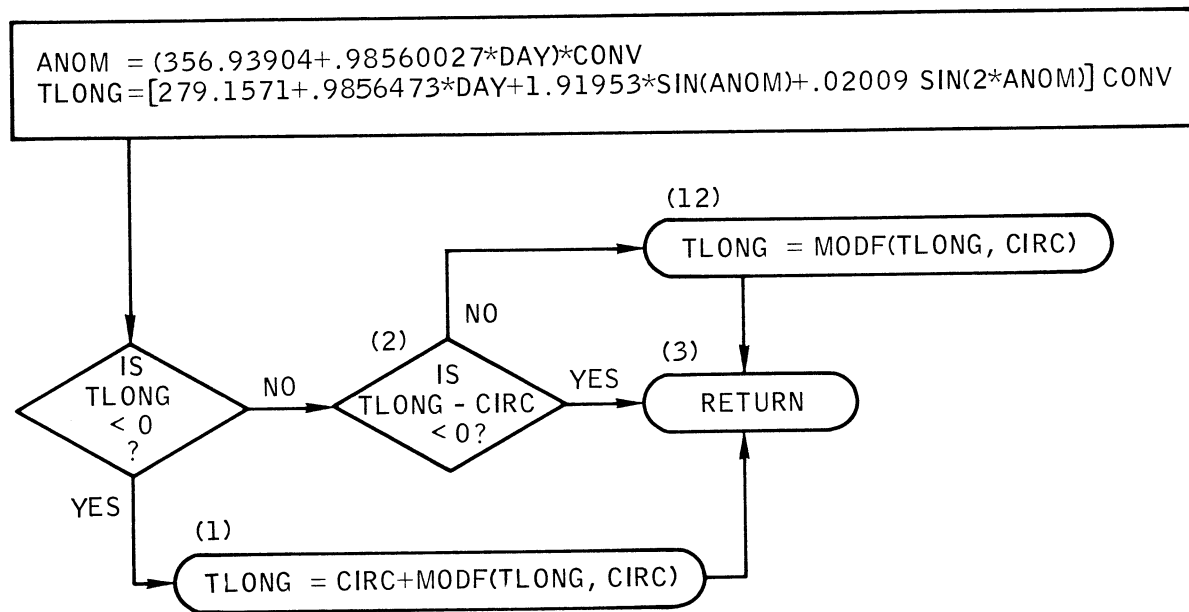 ANOM = (356.93904+.98560027*DAY)*CONV
TLONG=[279.1571+.9856473*DAY+1.91953*SIN(ANOM)+.02009 SIN(2*ANOM)] CONV
(12)
TLONG = MODF(TLONG, CIRC)
NO
(2)
(3)
IS
TLONG
< 0
?
NO
IS
TLONG - CIRC
< 0?
YES
RETURN
YES
(1)
TLONG = CIRC+MODF(TLONG, CIRC)